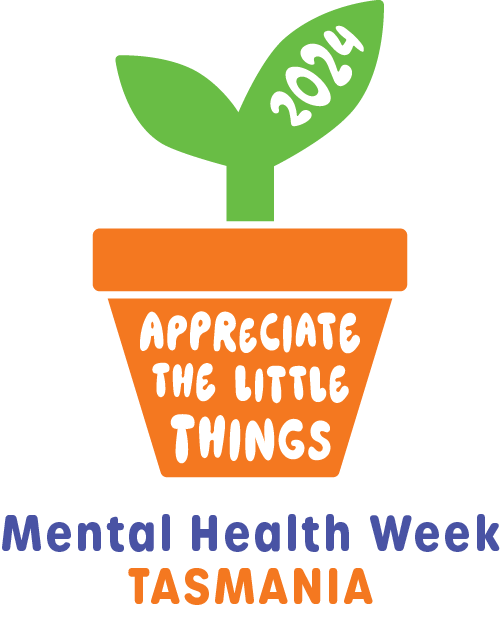 2024
APPRECIATE
THE LITTLE
THINGS
Mental Health Week
TASMANIA